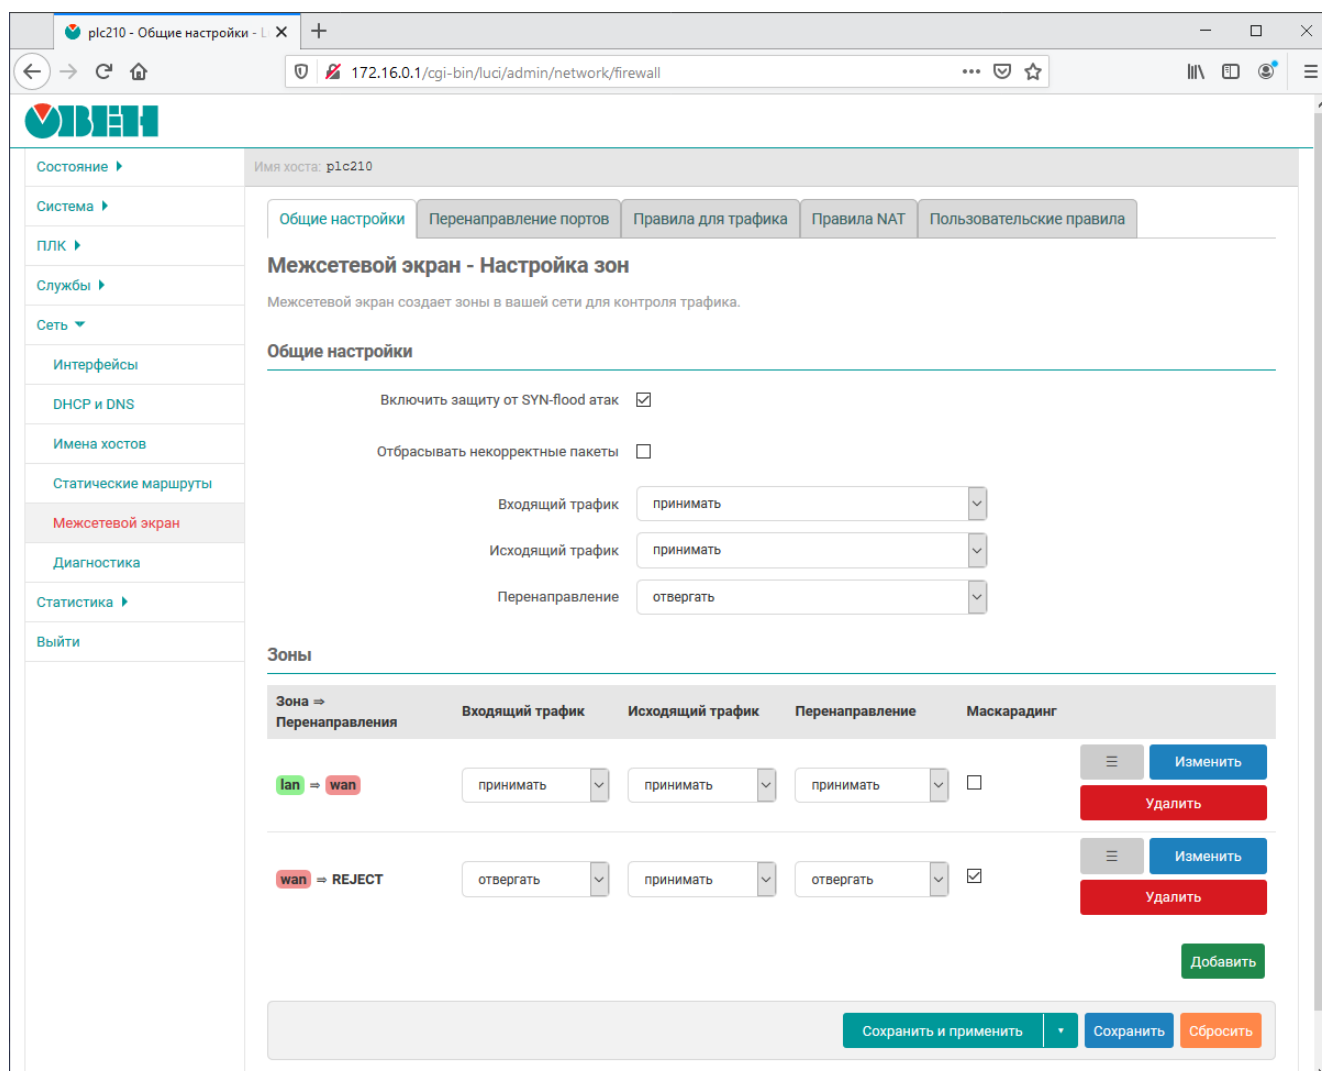 plc210 - Общие настройки - L
172.16.0.1/cgi-bin/luci/admin/network/firewall
ОВЕН
Состояние
Имя хоста: plc210
Система
ПЛК
Службы
Сеть
Интерфейсы
DHCP и DNS
Имена хостов
Статические маршруты
Межсетевой экран
Диагностика
Статистика
Выйти
Общие настройки
Перенаправление портов
Правила для трафика
Правила NAT
Пользовательские правила
Межсетевой экран - Настройка зон
Межсетевой экран создает зоны в вашей сети для контроля трафика.
Общие настройки
Включить защиту от SYN-flood атак
Отбрасывать некорректные пакеты
Входящий трафик принимать
Исходящий трафик принимать
Перенаправление отвергать
Зоны
Зона ⇒
Перенаправления
Входящий трафик
Исходящий трафик
Перенаправление
Маскарадинг
lan ⇒ wan
принимать
принимать
принимать
Изменить
Удалить
wan ⇒ REJECT
отвергать
принимать
отвергать
Изменить
Удалить
Добавить
Сохранить и применить
Сохранить
Сбросить